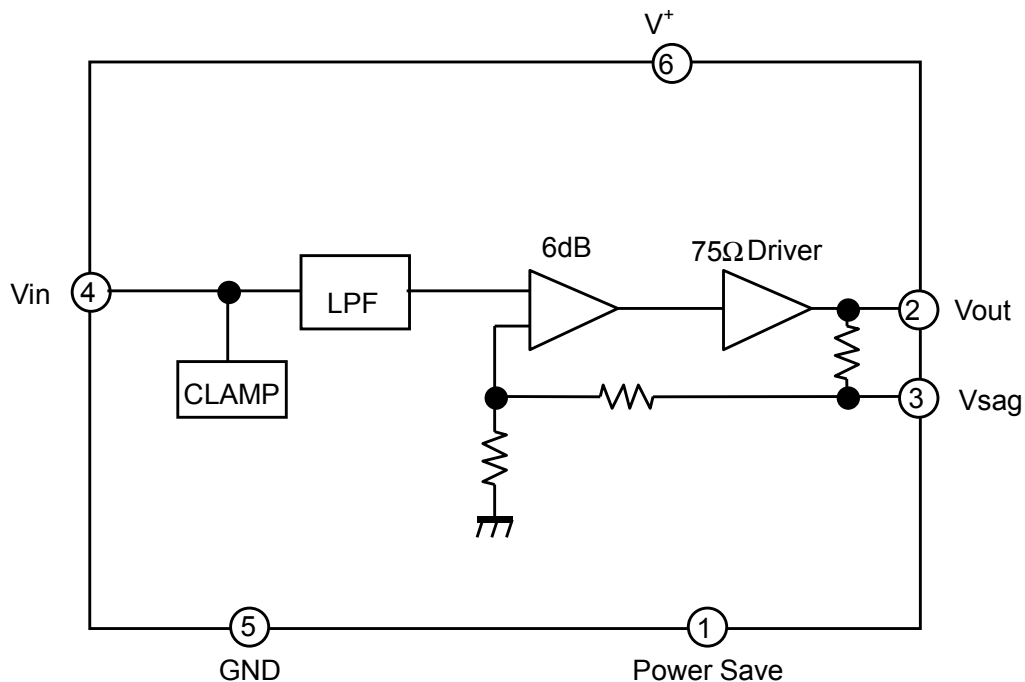 V+
6
6dB
75Ω Driver
Vin
4
LPF
2
Vout
CLAMP
3
Vsag
5
1
GND
Power Save